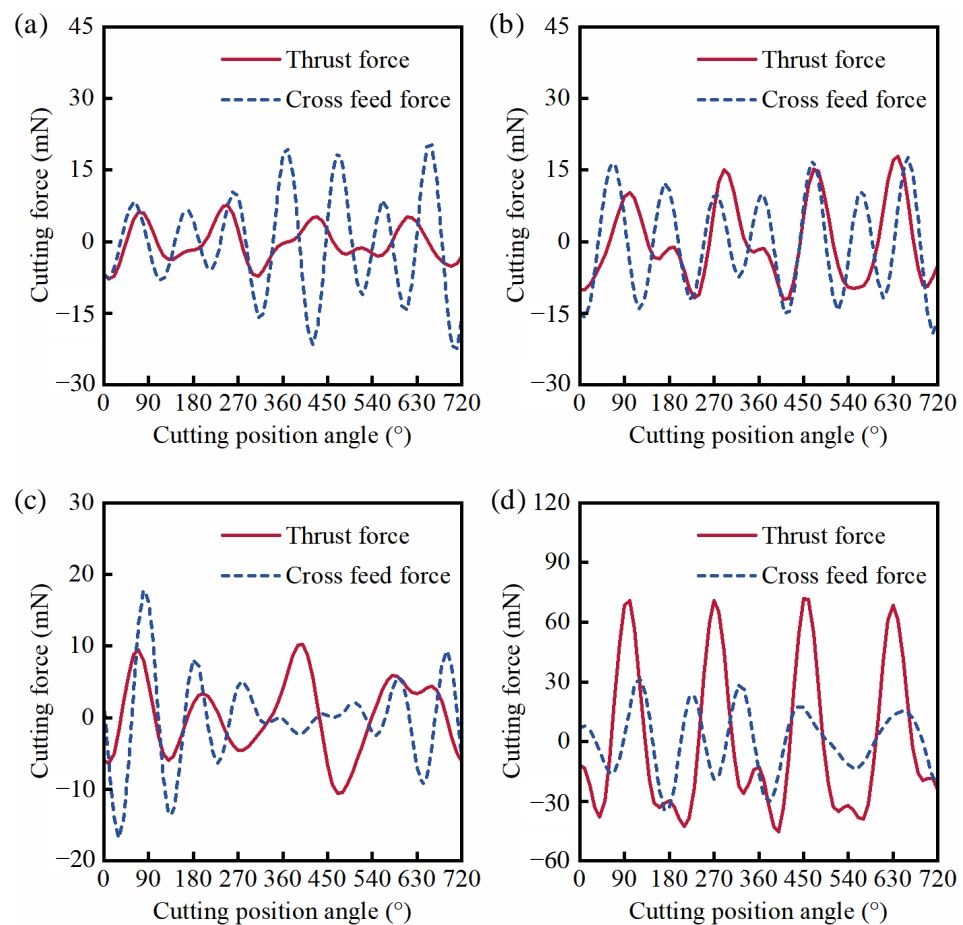 (a)
45
30
15
0
−15
−30
Cutting force (mN)
Thrust force
Cross feed force
0 90 180 270 360 450 540 630 720
Cutting position angle (°)
(b)
45
30
15
0
−15
−30
Cutting force (mN)
Thrust force
Cross feed force
0 90 180 270 360 450 540 630 720
Cutting position angle (°)
(c)
30
20
10
0
−10
−20
Cutting force (mN)
Thrust force
Cross feed force
0 90 180 270 360 450 540 630 720
Cutting position angle (°)
(d)
120
90
60
30
0
−30
−60
Cutting force (mN)
Thrust force
Cross feed force
0 90 180 270 360 450 540 630 720
Cutting position angle (°)